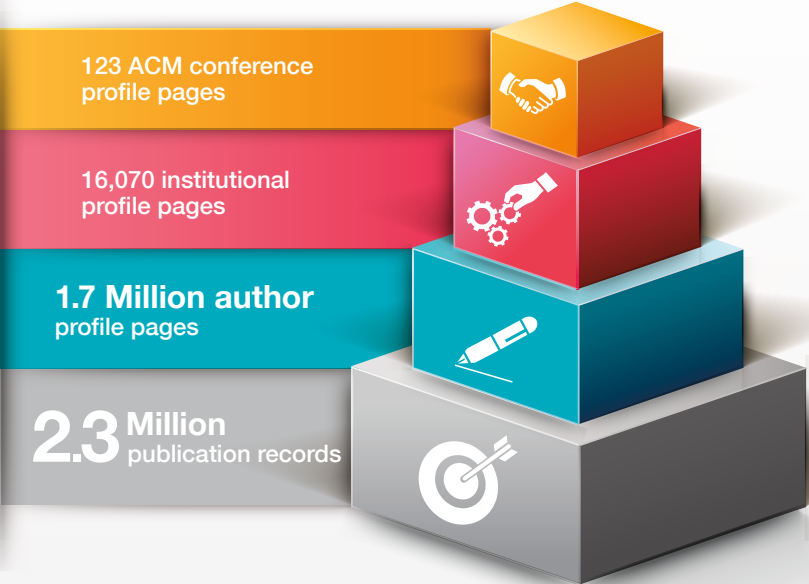 123 ACM conference
profile pages
16,070 institutional
profile pages
1.7 Million author
profile pages
2.3 Million
publication records